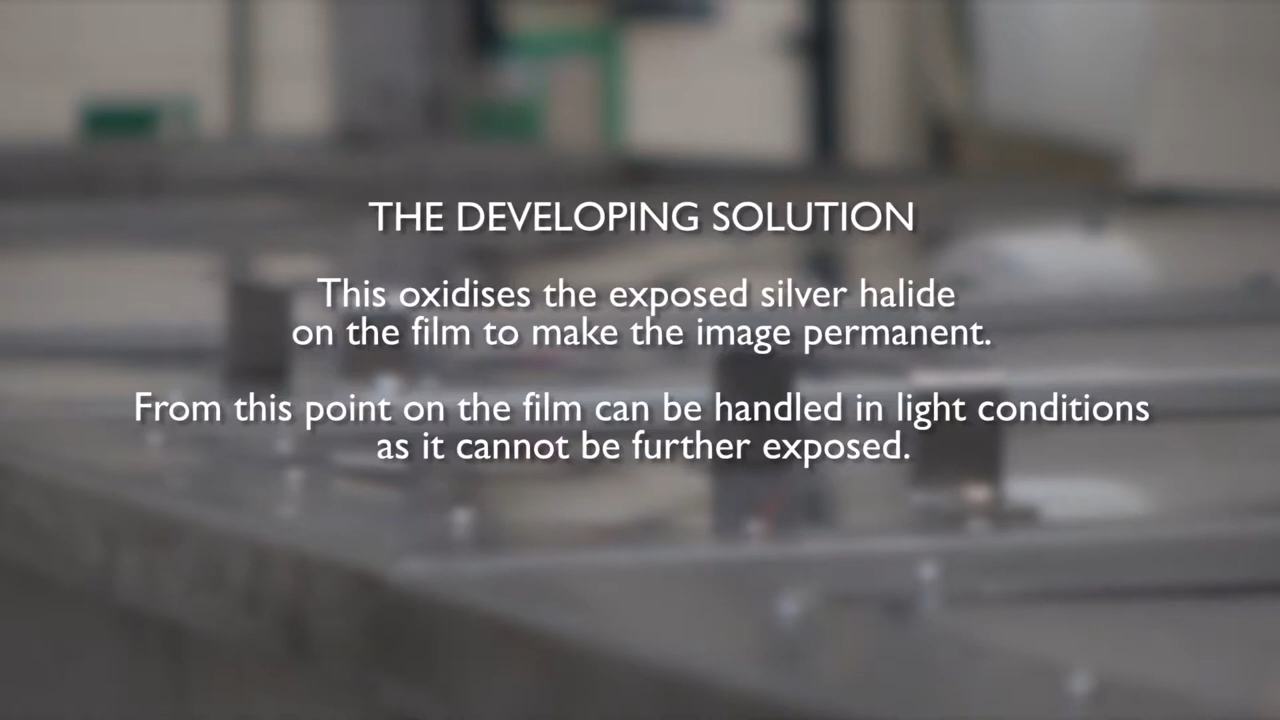 THE DEVELOPING SOLUTION
This oxidises the exposed silver halide
on the film to make the image permanent.
From this point on the film can be handled in light conditions
as it cannot be further exposed.